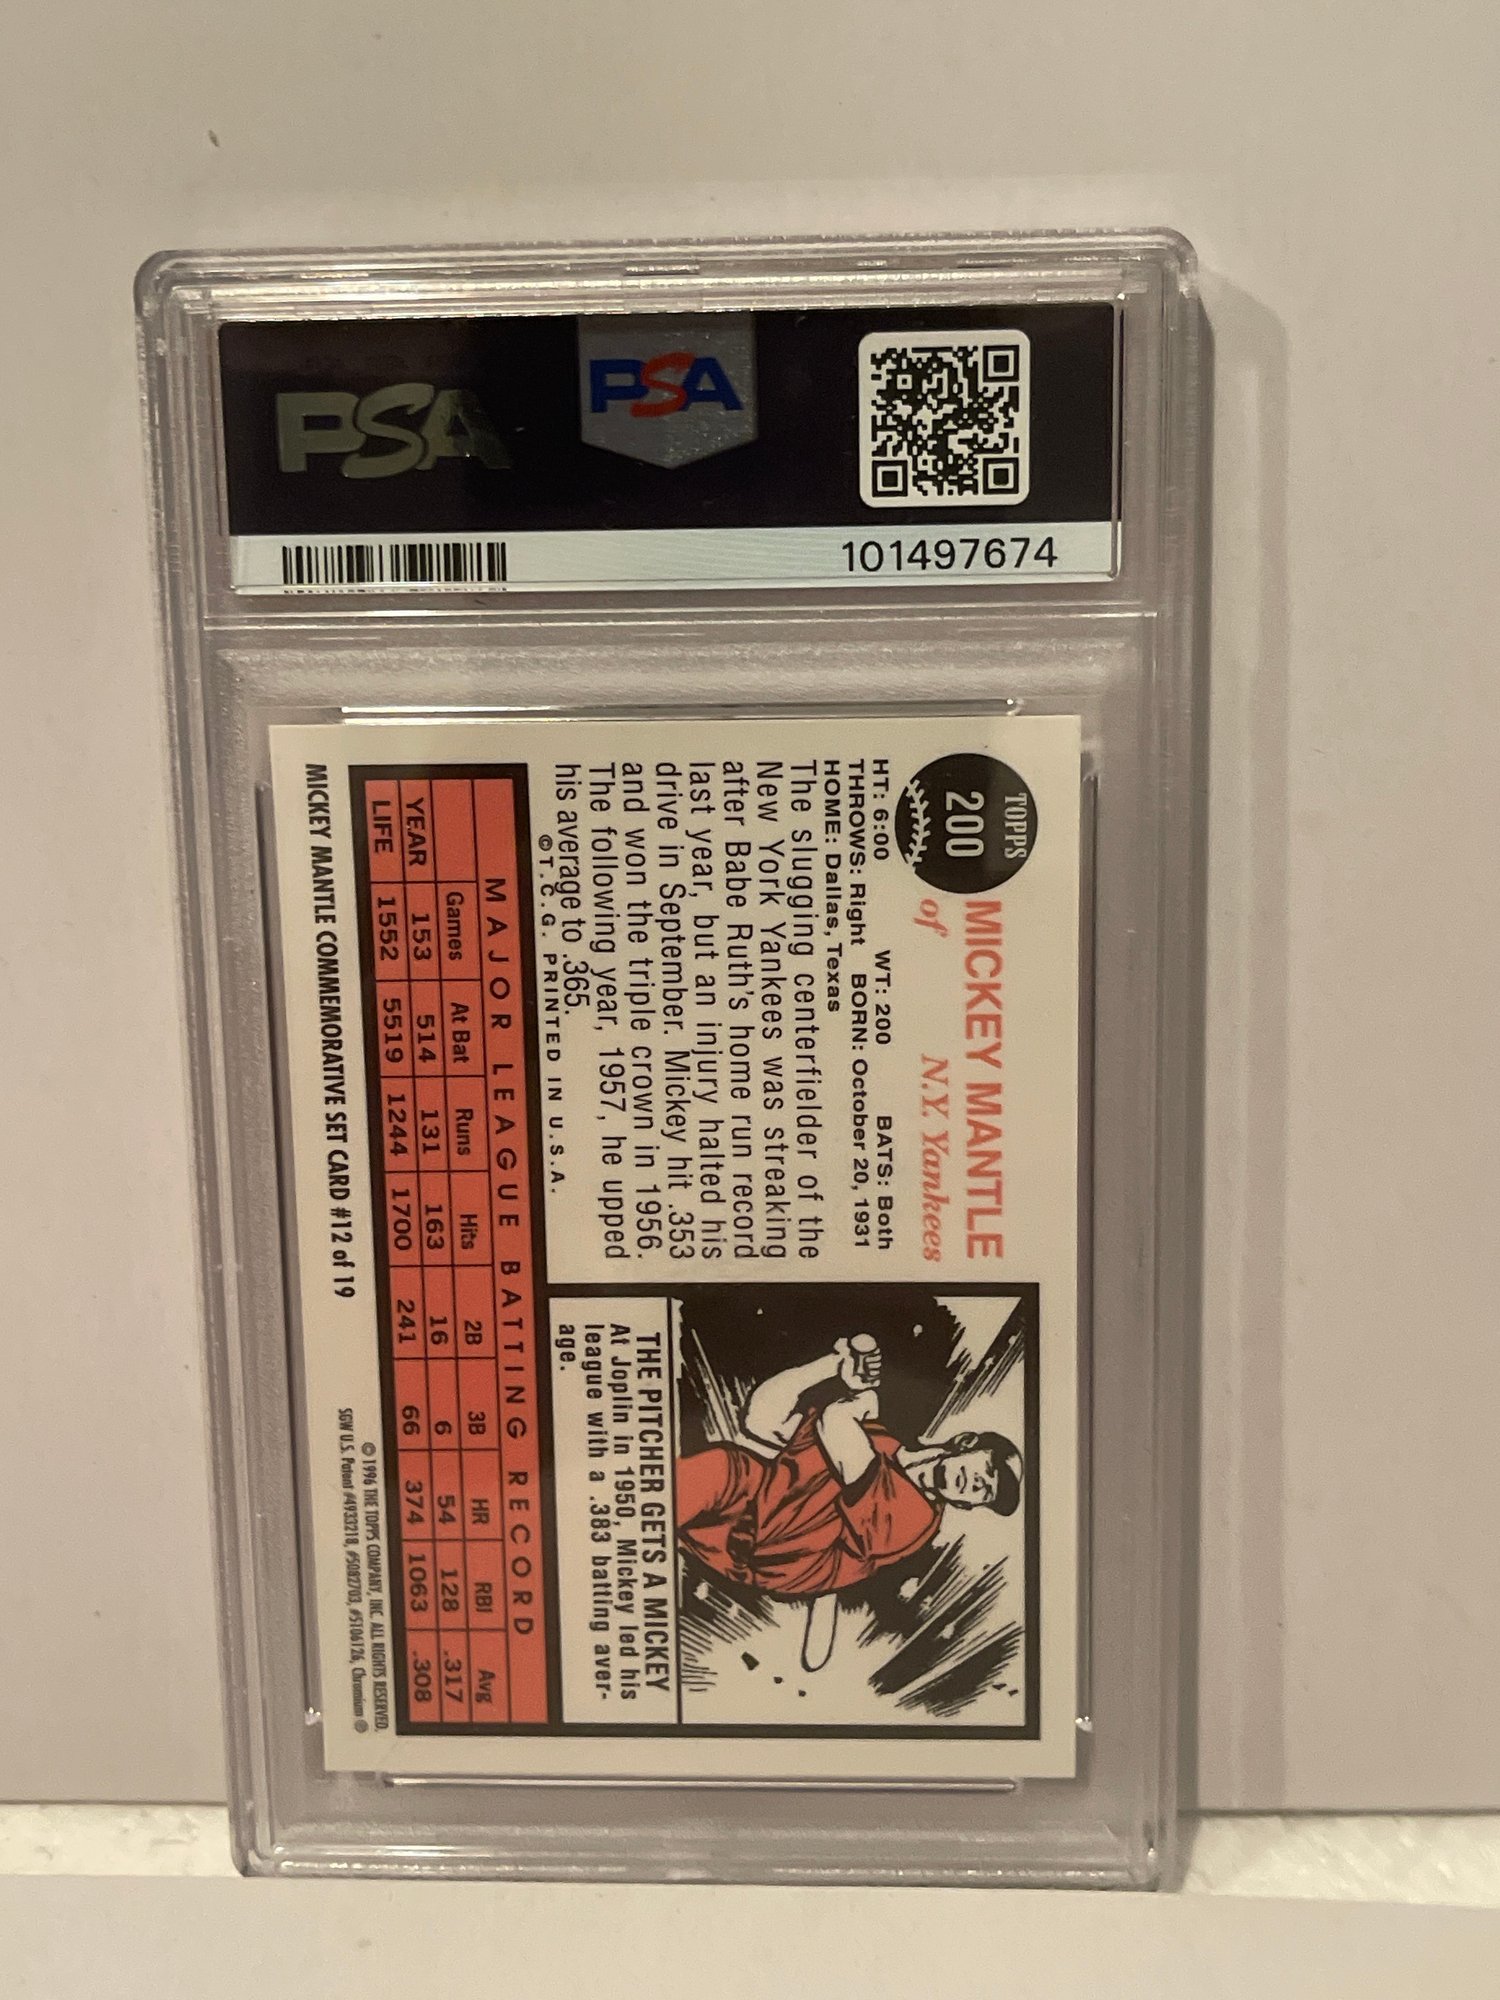 PSA
PSA
101497674
TOPPS
200
MICKEY MANTLE
of N.Y. Yankees
HT: 6:00 WT: 200 BATS: Both
THROWS: Right BORN: October 20, 1931
HOME: Dallas, Texas
The slugging centerfielder of the
New York Yankees was streaking
after Babe Ruth's home run record
last year, but an injury halted his
drive in September. Mickey hit .353
and won the triple crown in 1956.
The following year, 1957, he upped
his average to .365.
©T.C.G. PRINTED IN U.S.A.
THE PITCHER GETS A MICKEY
At Joplin in 1950, Mickey led his
league with a .383 batting aver-
age.
MAJOR LEAGUE BATTING RECORD
Games At Bat Runs Hits 2B 3B HR RBI Avg
YEAR 153 514 131 163 16 6 54 128 .317
LIFE 1552 5519 1244 1700 241 66 374 1063 .308
MICKEY MANTLE COMMEMORATIVE SET CARD #12 of 19
© 1996 THE TOPPS COMPANY, INC. ALL RIGHTS RESERVED.
SGW U.S. Patent #4933218, #5082703, #5106126, Chromium ®